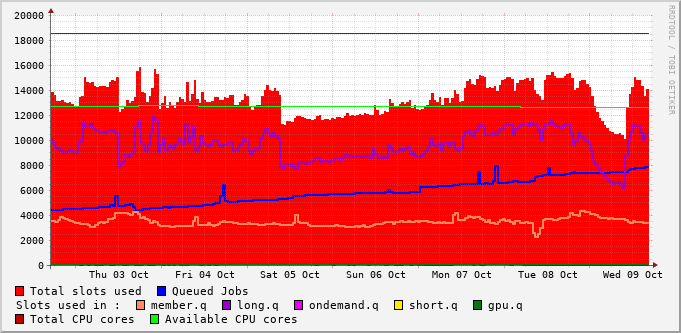 20000
18000
16000
14000
12000
10000
8000
6000
4000
2000
0
Thu 03 Oct Fri 04 Oct Sat 05 Oct Sun 06 Oct Mon 07 Oct Tue 08 Oct Wed 09 Oct
Total slots used Queued Jobs
Slots used in : member.q long.q ondemand.q short.q gpu.q
Total CPU cores Available CPU cores
RRDTOOL / TOBI OETIKER